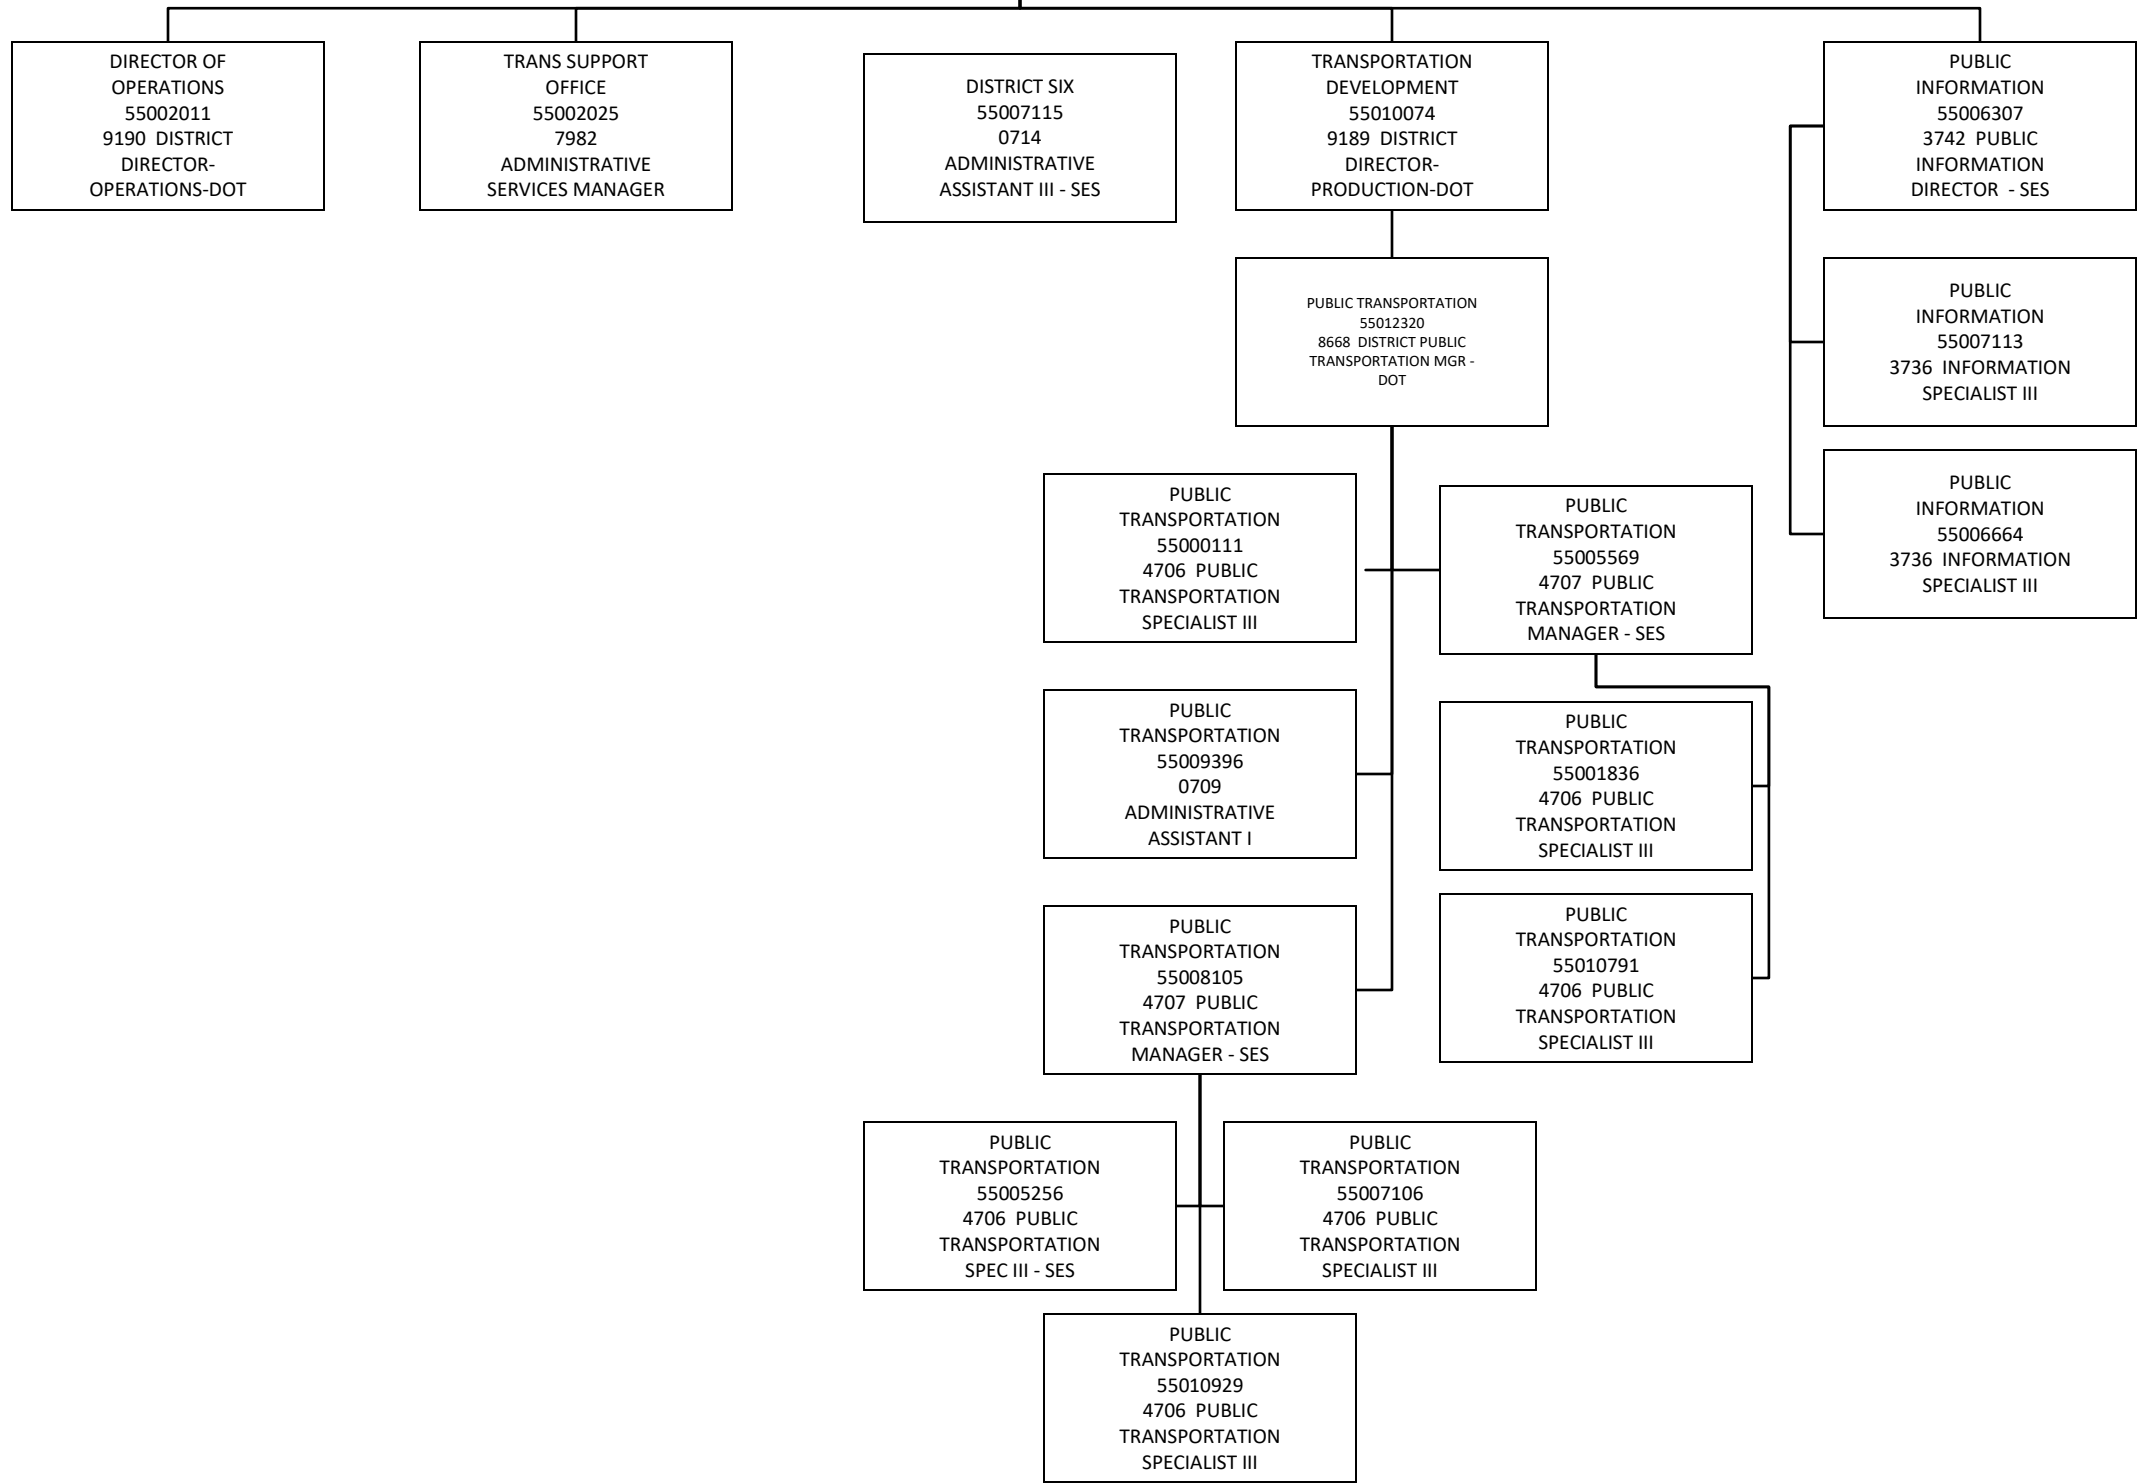 DIRECTOR OF
OPERATIONS
55002011
9190 DISTRICT
DIRECTOR-
OPERATIONS-DOT
TRANS SUPPORT
OFFICE
55002025
7982
ADMINISTRATIVE
SERVICES MANAGER
DISTRICT SIX
55007115
0714
ADMINISTRATIVE
ASSISTANT III - SES
TRANSPORTATION
DEVELOPMENT
55010074
9189 DISTRICT
DIRECTOR-
PRODUCTION-DOT
PUBLIC
INFORMATION
55006307
3742 PUBLIC
INFORMATION
DIRECTOR - SES
PUBLIC TRANSPORTATION
55012320
8668 DISTRICT PUBLIC
TRANSPORTATION MGR -
DOT
PUBLIC
INFORMATION
55007113
3736 INFORMATION
SPECIALIST III
PUBLIC
INFORMATION
55006664
3736 INFORMATION
SPECIALIST III
PUBLIC
TRANSPORTATION
55000111
4706 PUBLIC
TRANSPORTATION
SPECIALIST III
PUBLIC
TRANSPORTATION
55005569
4707 PUBLIC
TRANSPORTATION
MANAGER - SES
PUBLIC
TRANSPORTATION
55009396
0709
ADMINISTRATIVE
ASSISTANT I
PUBLIC
TRANSPORTATION
55001836
4706 PUBLIC
TRANSPORTATION
SPECIALIST III
PUBLIC
TRANSPORTATION
55008105
4707 PUBLIC
TRANSPORTATION
MANAGER - SES
PUBLIC
TRANSPORTATION
55010791
4706 PUBLIC
TRANSPORTATION
SPECIALIST III
PUBLIC
TRANSPORTATION
55005256
4706 PUBLIC
TRANSPORTATION
SPEC III - SES
PUBLIC
TRANSPORTATION
55007106
4706 PUBLIC
TRANSPORTATION
SPECIALIST III
PUBLIC
TRANSPORTATION
55010929
4706 PUBLIC
TRANSPORTATION
SPECIALIST III